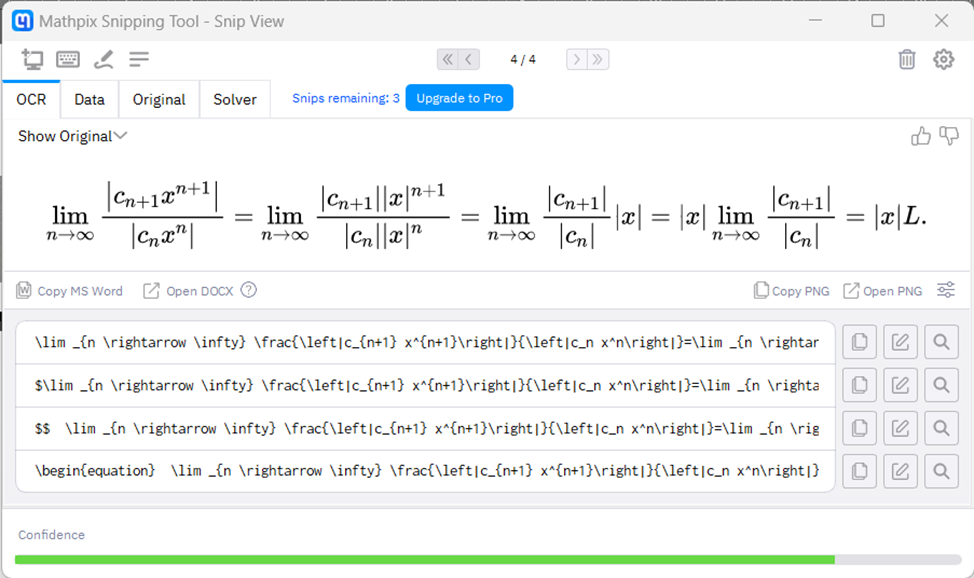 Mathpix Snipping Tool - Snip View
4 / 4
OCR Data Original Solver Snips remaining: 3 Upgrade to Pro
Show Original
\lim_{n→∞} \frac{|c_{n+1}x^{n+1}|}{|c_n x^n|} = \lim_{n→∞} \frac{|c_{n+1}||x|^{n+1}}{|c_n||x|^n} = \lim_{n→∞} \frac{|c_{n+1}|}{|c_n|}|x| = |x| \lim_{n→∞} \frac{|c_{n+1}|}{|c_n|} = |x|L.
Copy MS Word Open DOCX Copy PNG Open PNG
\lim _{n \rightarrow \infty} \frac{\left|c_{n+1} x^{n+1}\right|}{\left|c_n x^n\right|}=\lim _{n \rightar
$\lim _{n \rightarrow \infty} \frac{\left|c_{n+1} x^{n+1}\right|}{\left|c_n x^n\right|}=\lim _{n \righta
$$ \lim _{n \rightarrow \infty} \frac{\left|c_{n+1} x^{n+1}\right|}{\left|c_n x^n\right|}=\lim _{n \rig
\begin{equation} \lim _{n \rightarrow \infty} \frac{\left|c_{n+1} x^{n+1}\right|}{\left|c_n x^n\right|}
Confidence